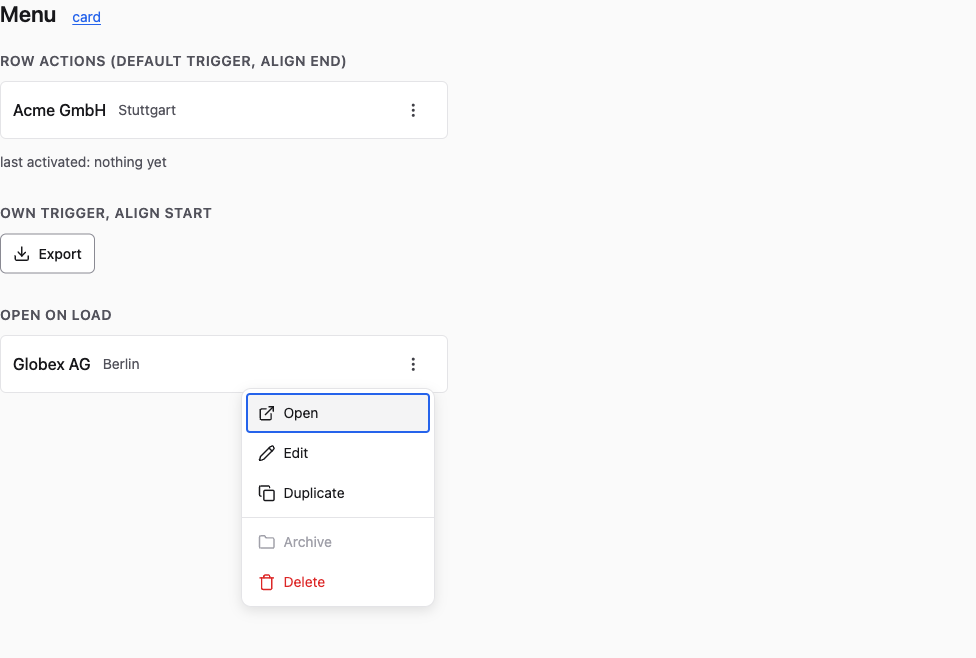 Menu card
ROW ACTIONS (DEFAULT TRIGGER, ALIGN END)
Acme GmbH Stuttgart
last activated: nothing yet
OWN TRIGGER, ALIGN START
Export
OPEN ON LOAD
Globex AG Berlin
Open
Edit
Duplicate
Archive
Delete